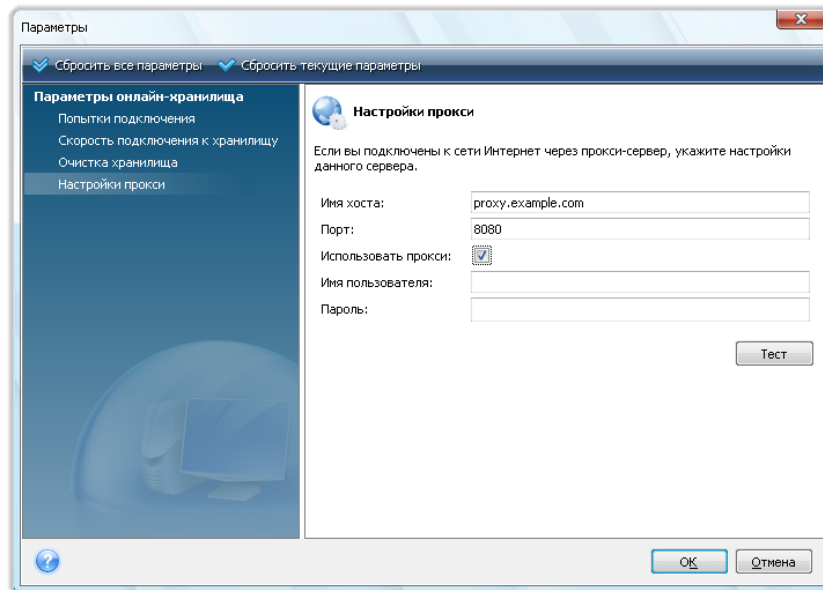 Параметры
Сбросить все параметры Сбросить текущие параметры
Параметры онлайн-хранилища
Попытки подключения
Скорость подключения к хранилищу
Очистка хранилища
Настройки прокси
Настройки прокси
Если вы подключены к сети Интернет через прокси-сервер, укажите настройки
данного сервера.
Имя хоста: proxy.example.com
Порт: 8080
Использовать прокси:
Имя пользователя:
Пароль:
Тест
OK Отмена